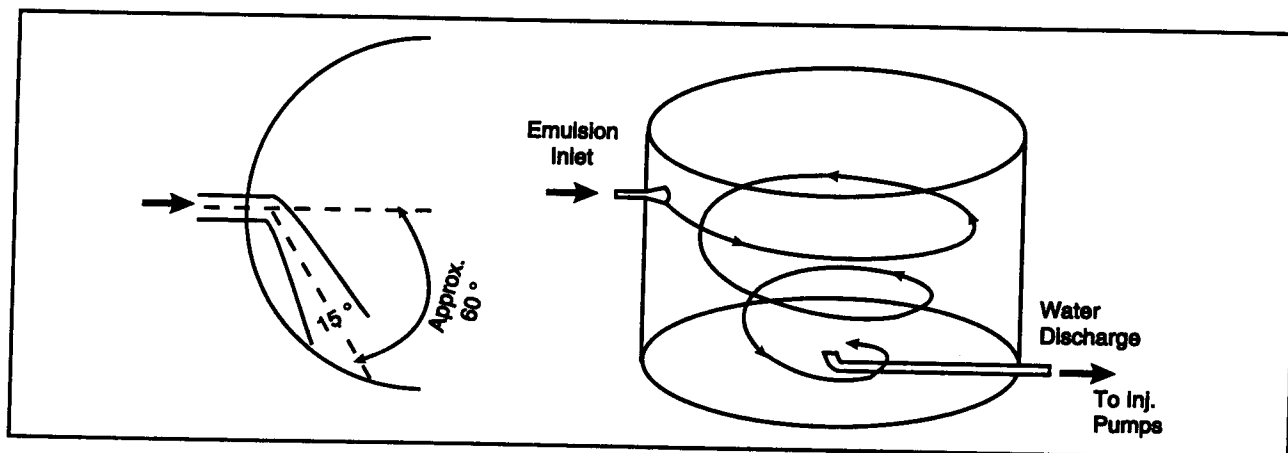 15°
Approx.
60°
Emulsion
Inlet
Water
Discharge
To Inj.
Pumps